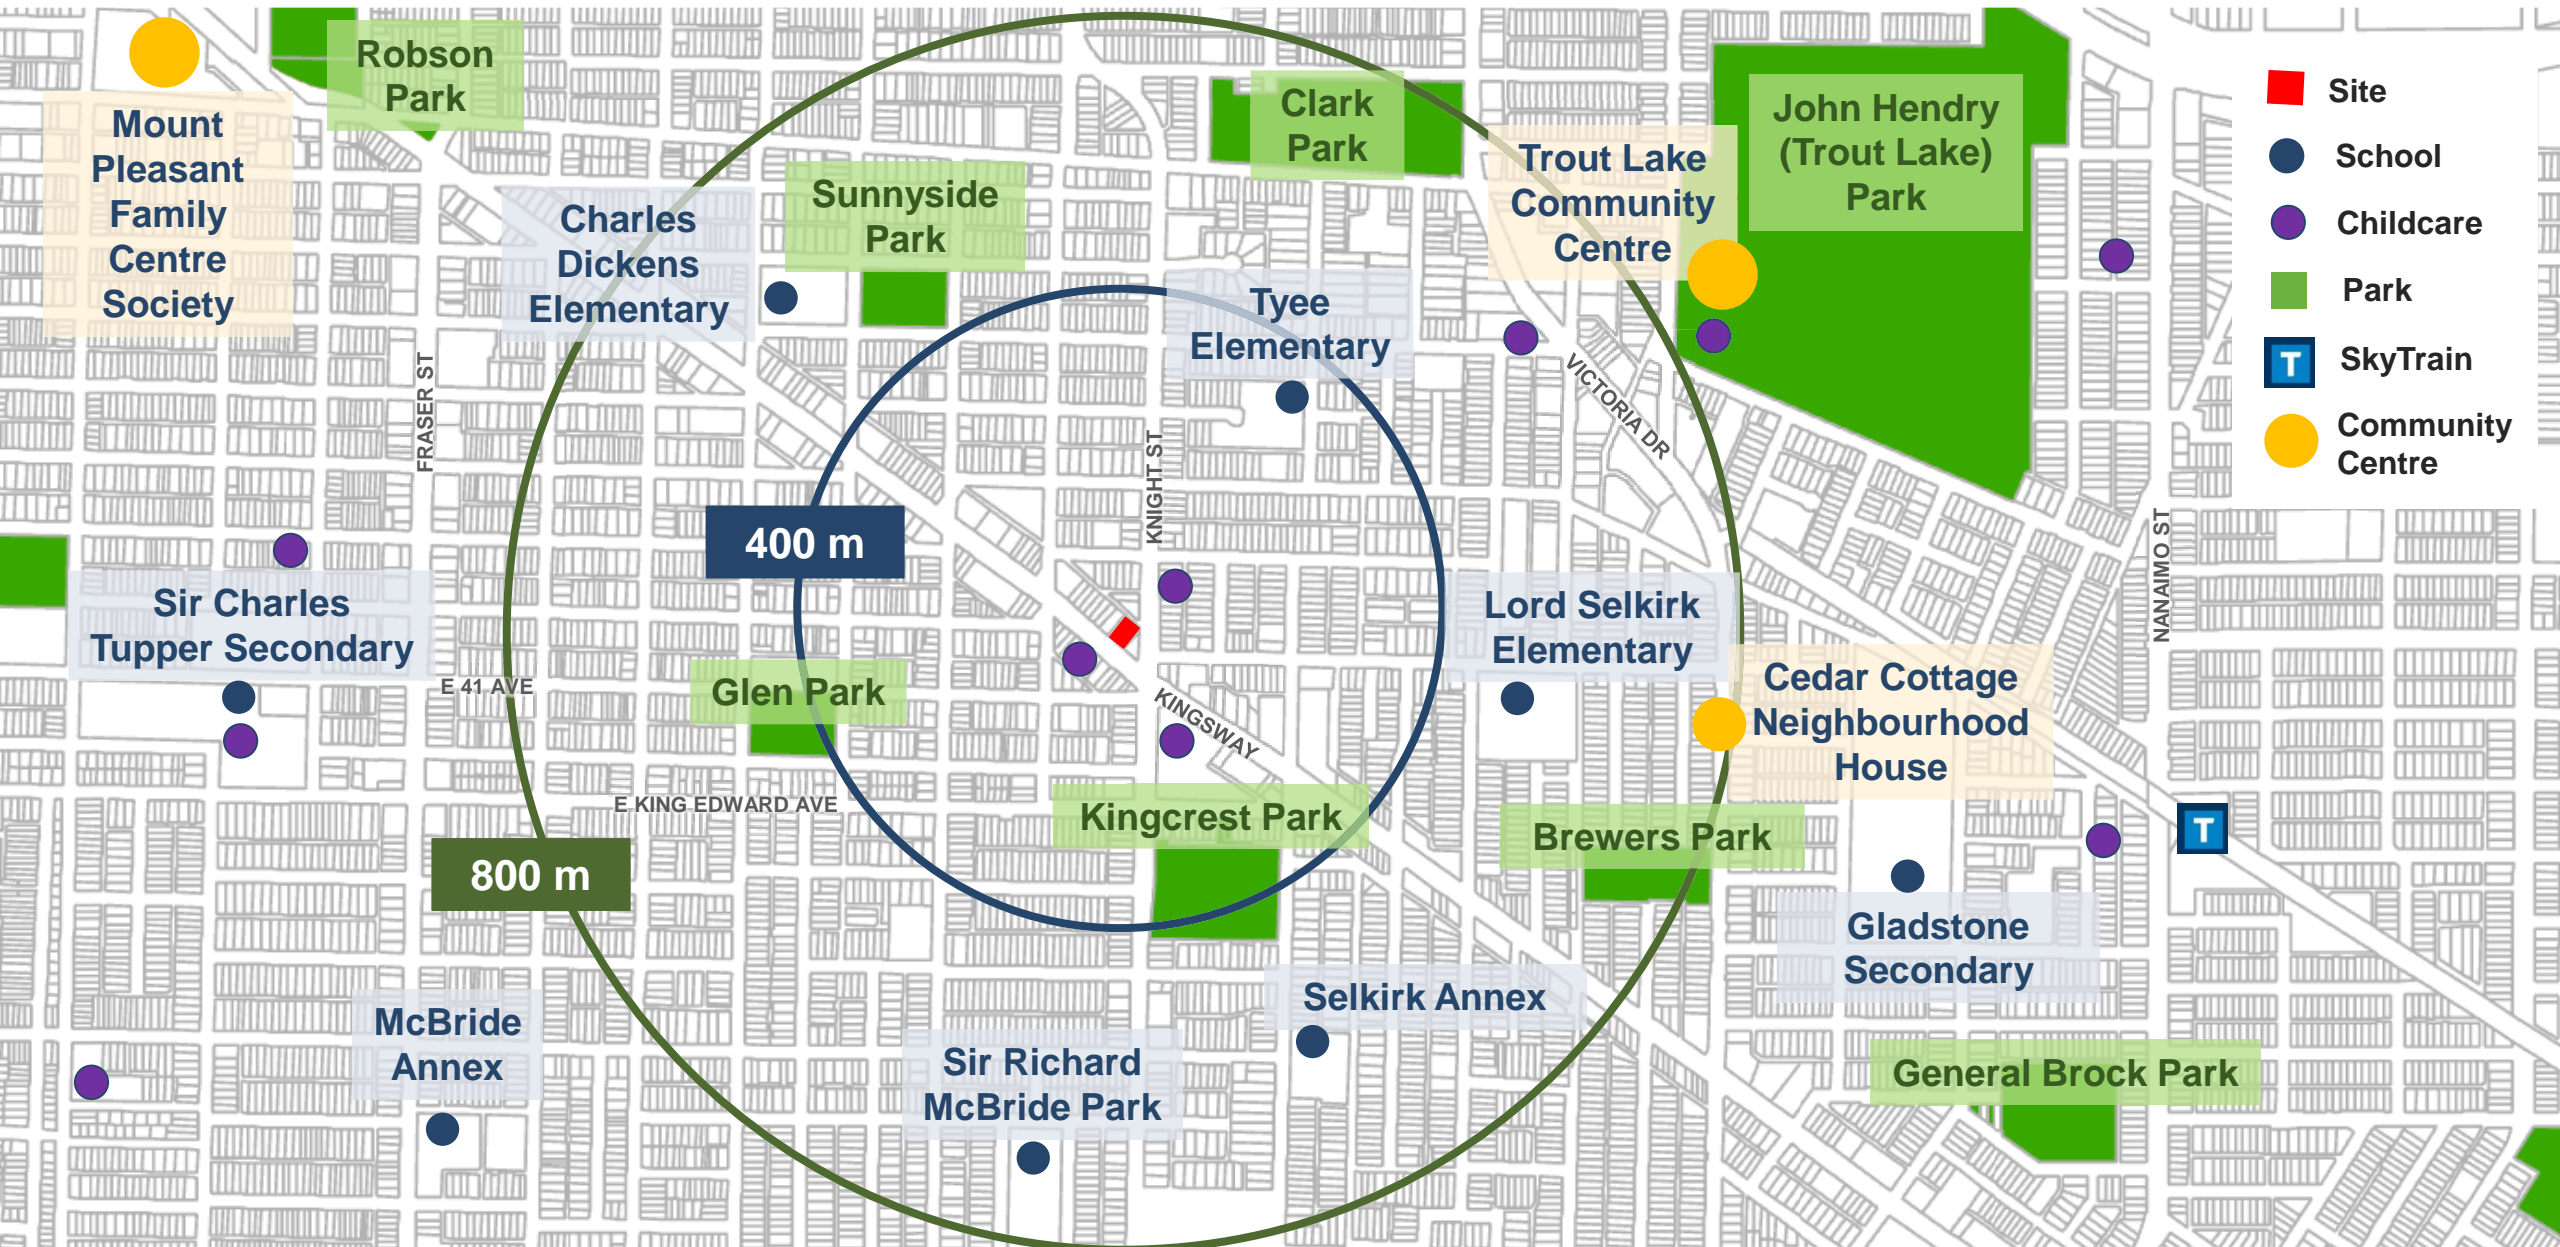 Robson
Park
Mount
Pleasant
Family
Centre
Society
Charles
Dickens
Elementary
Sunnyside
Park
Clark
Park
Trout Lake
Community
Centre
John Hendry
(Trout Lake)
Park
Site
School
Childcare
Park
T
SkyTrain
Community
Centre
Tyee
Elementary
FRASER ST
KNIGHT ST
VICTORIA DR
NANAIMO ST
400 m
Sir Charles
Tupper Secondary
E 41 AVE
Glen Park
Lord Selkirk
Elementary
KINGSWAY
Cedar Cottage
Neighbourhood
House
E KING EDWARD AVE
Kingcrest Park
Brewers Park
T
800 m
Gladstone
Secondary
McBride
Annex
Selkirk Annex
Sir Richard
McBride Park
General Brock Park